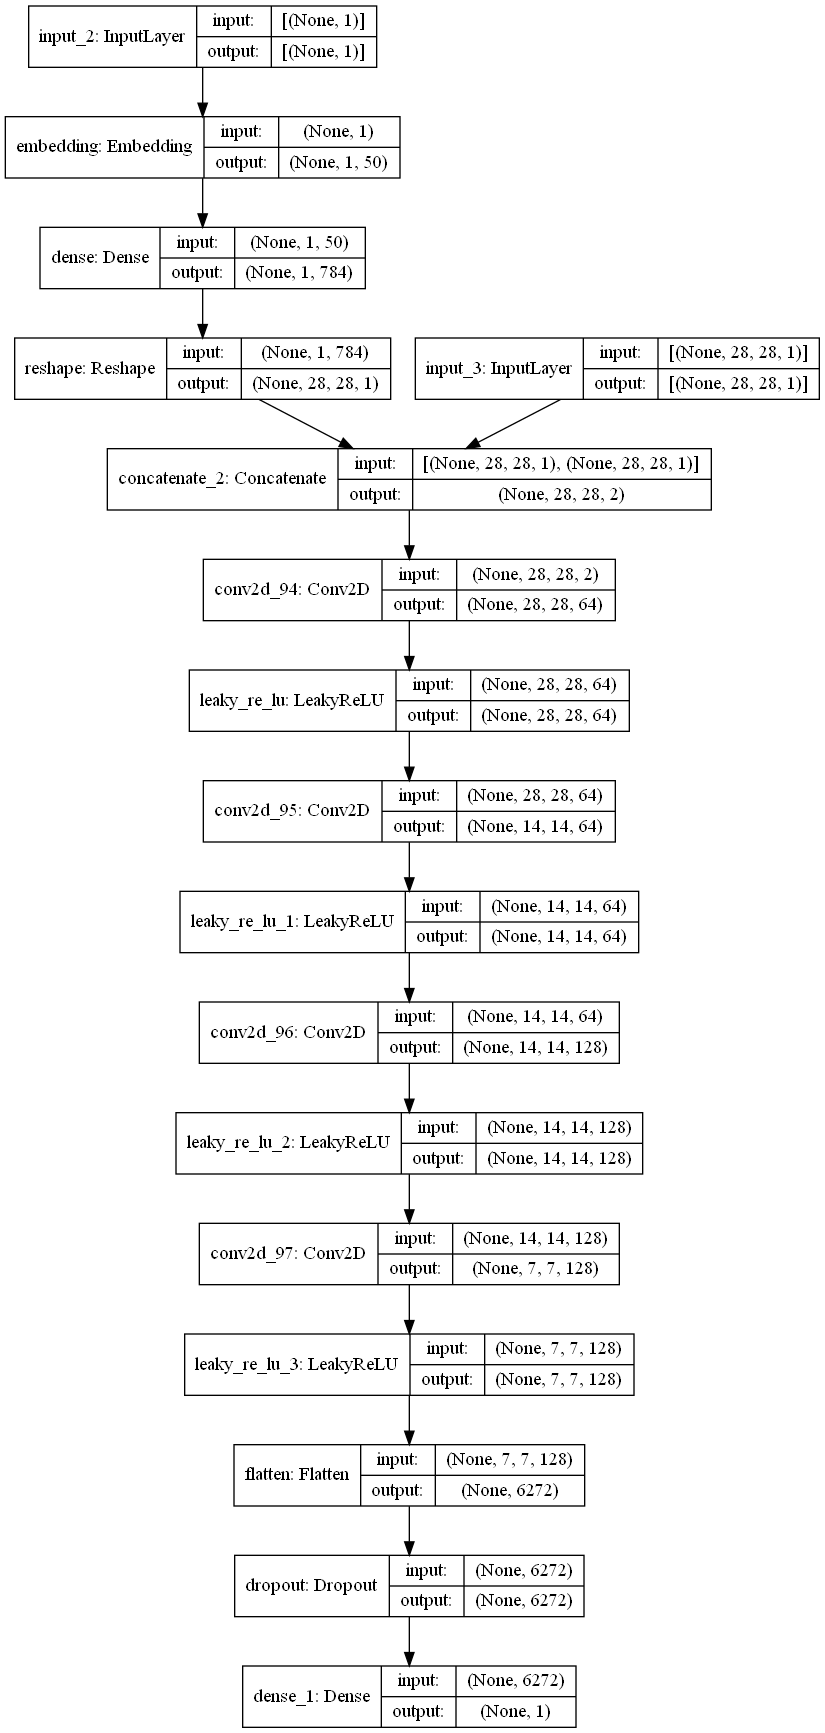 input_2: InputLayer
input: [(None, 1)]
output: [(None, 1)]
embedding: Embedding
input: (None, 1)
output: (None, 1, 50)
dense: Dense
input: (None, 1, 50)
output: (None, 1, 784)
reshape: Reshape
input: (None, 1, 784)
output: (None, 28, 28, 1)
input_3: InputLayer
input: [(None, 28, 28, 1)]
output: [(None, 28, 28, 1)]
concatenate_2: Concatenate
input: [(None, 28, 28, 1), (None, 28, 28, 1)]
output: (None, 28, 28, 2)
conv2d_94: Conv2D
input: (None, 28, 28, 2)
output: (None, 28, 28, 64)
leaky_re_lu: LeakyReLU
input: (None, 28, 28, 64)
output: (None, 28, 28, 64)
conv2d_95: Conv2D
input: (None, 28, 28, 64)
output: (None, 14, 14, 64)
leaky_re_lu_1: LeakyReLU
input: (None, 14, 14, 64)
output: (None, 14, 14, 64)
conv2d_96: Conv2D
input: (None, 14, 14, 64)
output: (None, 14, 14, 128)
leaky_re_lu_2: LeakyReLU
input: (None, 14, 14, 128)
output: (None, 14, 14, 128)
conv2d_97: Conv2D
input: (None, 14, 14, 128)
output: (None, 7, 7, 128)
leaky_re_lu_3: LeakyReLU
input: (None, 7, 7, 128)
output: (None, 7, 7, 128)
flatten: Flatten
input: (None, 7, 7, 128)
output: (None, 6272)
dropout: Dropout
input: (None, 6272)
output: (None, 6272)
dense_1: Dense
input: (None, 6272)
output: (None, 1)